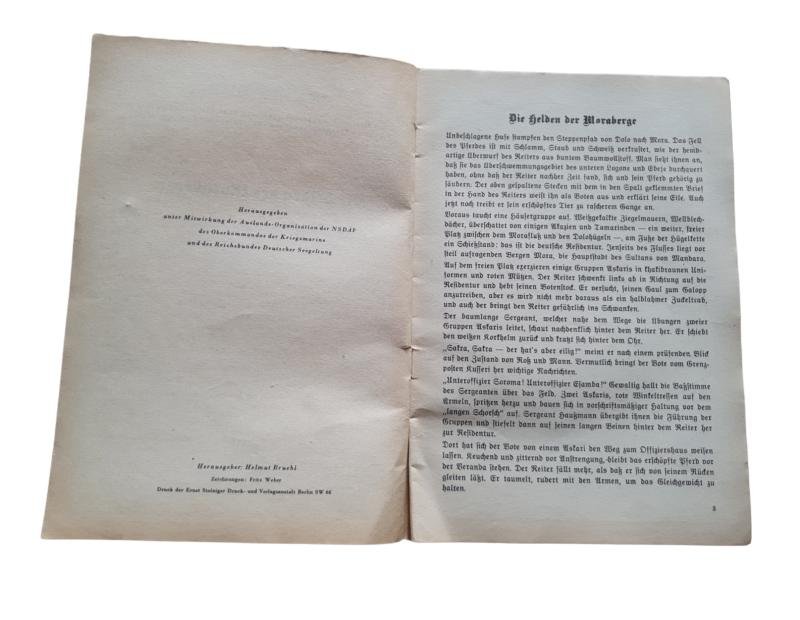 Herausgegeben
unter Mitwirkung der Auslands-Organisation der NSDAP
des Oberkommandos der Kriegsmarine
und des Reichsbundes Deutscher Seegeltung
Herausgeber: Helmut Bruehl
Zeichnungen: Fritz Weber
Druck der Ernst Steiniger Druck- und Verlagsanstalt Berlin SW 68
Die Helden der Moraberge
Unbeschlagene Hufe stampfen den Steppenpfad von Dolo nach Mora. Das Fell
des Pferdes ist mit Schlamm, Staub und Schweiß verkrustet, wie der hemd-
artige Überwurf des Reiters aus buntem Baumwollstoff. Man sieht ihnen an,
daß sie das Überschwemmungsgebiet des unteren Logone und Ebeje durchquert
haben, ohne daß der Reiter nachher Zeit fand, sich und sein Pferd gehörig zu
säubern. Der oben gespaltene Stecken mit dem in den Spalt geklemmten Brief
in der Hand des Reiters weist ihn als Boten aus und erklärt seine Eile. Auch
jetzt noch treibt er sein erschöpftes Tier zu rascherem Gange an.
Voraus taucht eine Häusergruppe auf. Weißgekalkte Ziegelmauern, Wellblech-
dächer, überschattet von einigen Akazien und Tamarinden — ein weiter, freier
Platz zwischen dem Morafluß und den Dolohügeln —, am Fuße der Hügelkette
ein Schießstand: das ist die deutsche Residentur. Jenseits des Flusses liegt vor
steil aufragenden Bergen Mora, die Hauptstadt des Sultans von Mandara.
Auf dem freien Platz exerzieren einige Gruppen Askaris in khakibraunen Uni-
formen und roten Mützen. Der Reiter schwenkt links ab in Richtung auf die
Residentur und hebt seinen Botenstock. Er versucht, seinen Gaul zum Galopp
anzutreiben, aber es wird nicht mehr daraus als ein halblahmer Zuckeltrab,
und auch der bringt den Reiter gefährlich ins Schwanken.
Der baumlange Sergeant, welcher nahe dem Wege die Übungen zweier
Gruppen Askaris leitet, schaut nachdenklich hinter dem Reiter her. Er schiebt
den weißen Korkhelm zurück und kratzt sich hinter dem Ohr.
„Sakra, Sakra — der hat's aber eilig!" meint er nach einem prüfenden Blick
auf den Zustand von Roß und Mann. Vermutlich bringt der Bote vom Grenz-
posten Kusseri her wichtige Nachrichten.
„Unteroffizier Saroma! Unteroffizier Esamba!" Gewaltig hallt die Baßstimme
des Sergeanten über das Feld. Zwei Askaris, rote Winkeltressen auf den
Ärmeln, spritzen herzu und bauen sich in vorschriftsmäßiger Haltung vor dem
„langen Schorsch" auf. Sergeant Haußmann übergibt ihnen die Führung der
Gruppen und stiefelt dann auf seinen langen Beinen hinter dem Reiter her
zur Residentur.
Dort hat sich der Bote von einem Askari den Weg zum Offiziershaus weisen
lassen. Keuchend und zitternd vor Anstrengung, bleibt das erschöpfte Pferd vor
der Veranda stehen. Der Reiter fällt mehr, als daß er sich von seinem Rücken
gleiten läßt. Er taumelt, rudert mit den Armen, um das Gleichgewicht zu
halten.
3